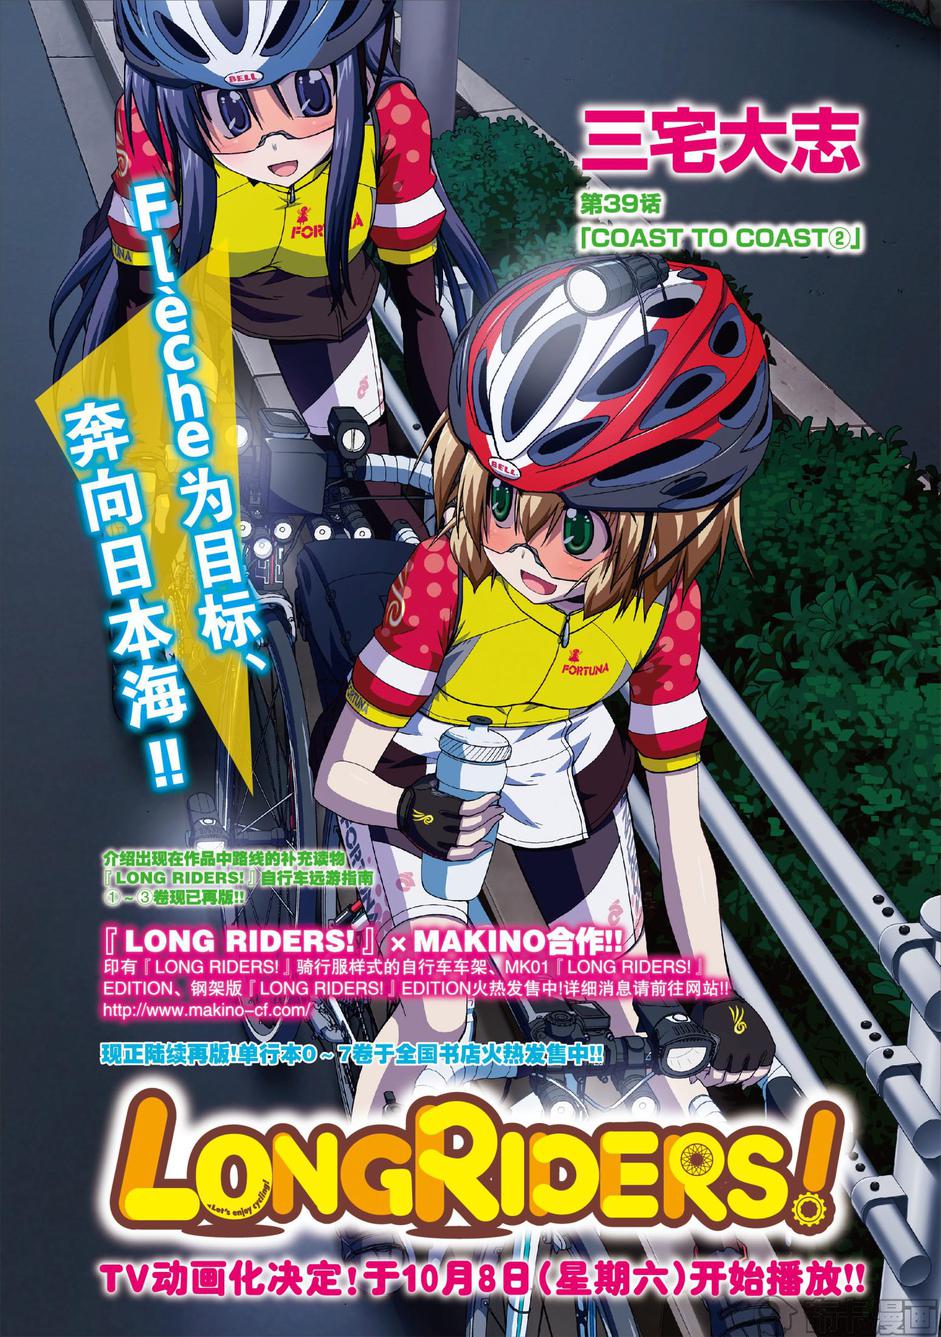 三宅大志
第39话
「COAST TO COAST②」
BELL
FORTUNA
Flèche为目标、
奔向日本海!!
BELL
FORTUNA
介绍出现在作品中路线的补充读物
『LONG RIDERS!』自行车远游指南
①~③卷现已再版!!
『LONG RIDERS!』×MAKINO合作!!
印有『LONG RIDERS!』骑行服样式的自行车车架、MK01『LONG RIDERS!』
EDITION、钢架版『LONG RIDERS!』EDITION火热发售中!详细消息请前往网站!!
http://www.makino-cf.com/
现正陆续再版!单行本0~7卷于全国书店火热发售中!!
LONGRIDERS!
Let's enjoy cycling!
TV动画化决定!于10月8日(星期六)开始播放!!